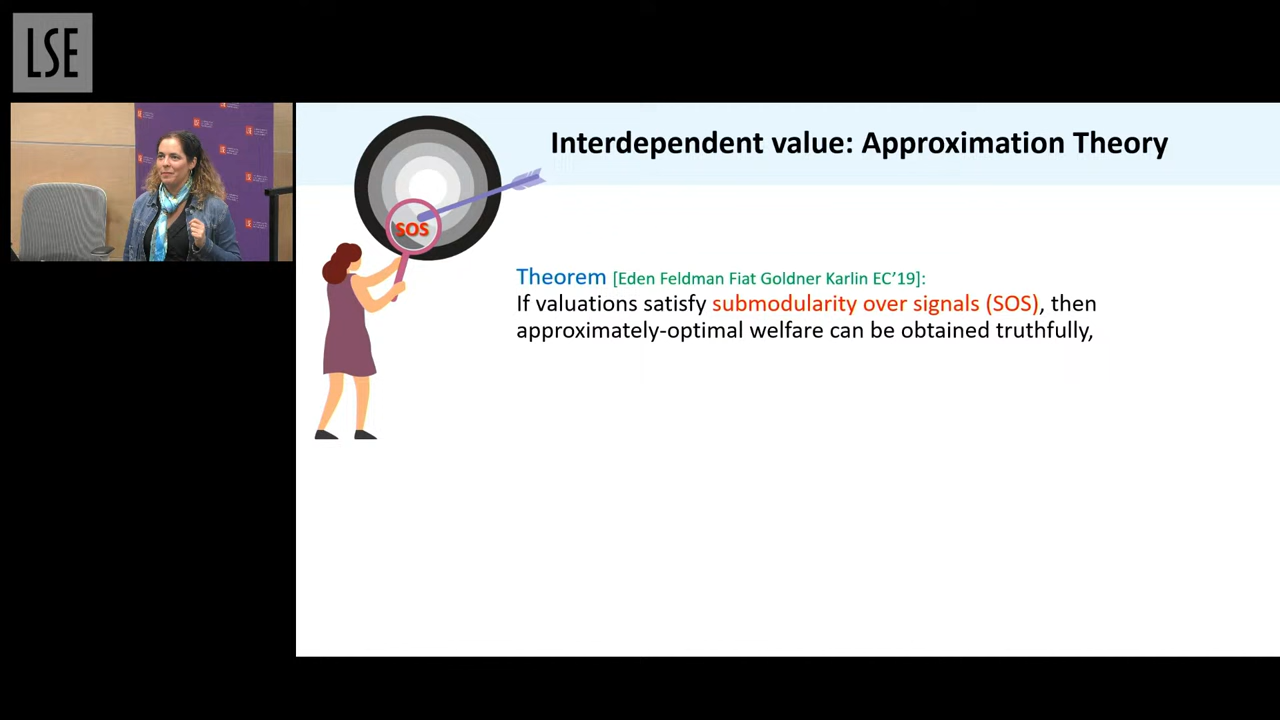 LSE
Interdependent value: Approximation Theory
SOS
Theorem [Eden Feldman Fiat Goldner Karlin EC’19]:
If valuations satisfy submodularity over signals (SOS), then
approximately-optimal welfare can be obtained truthfully,